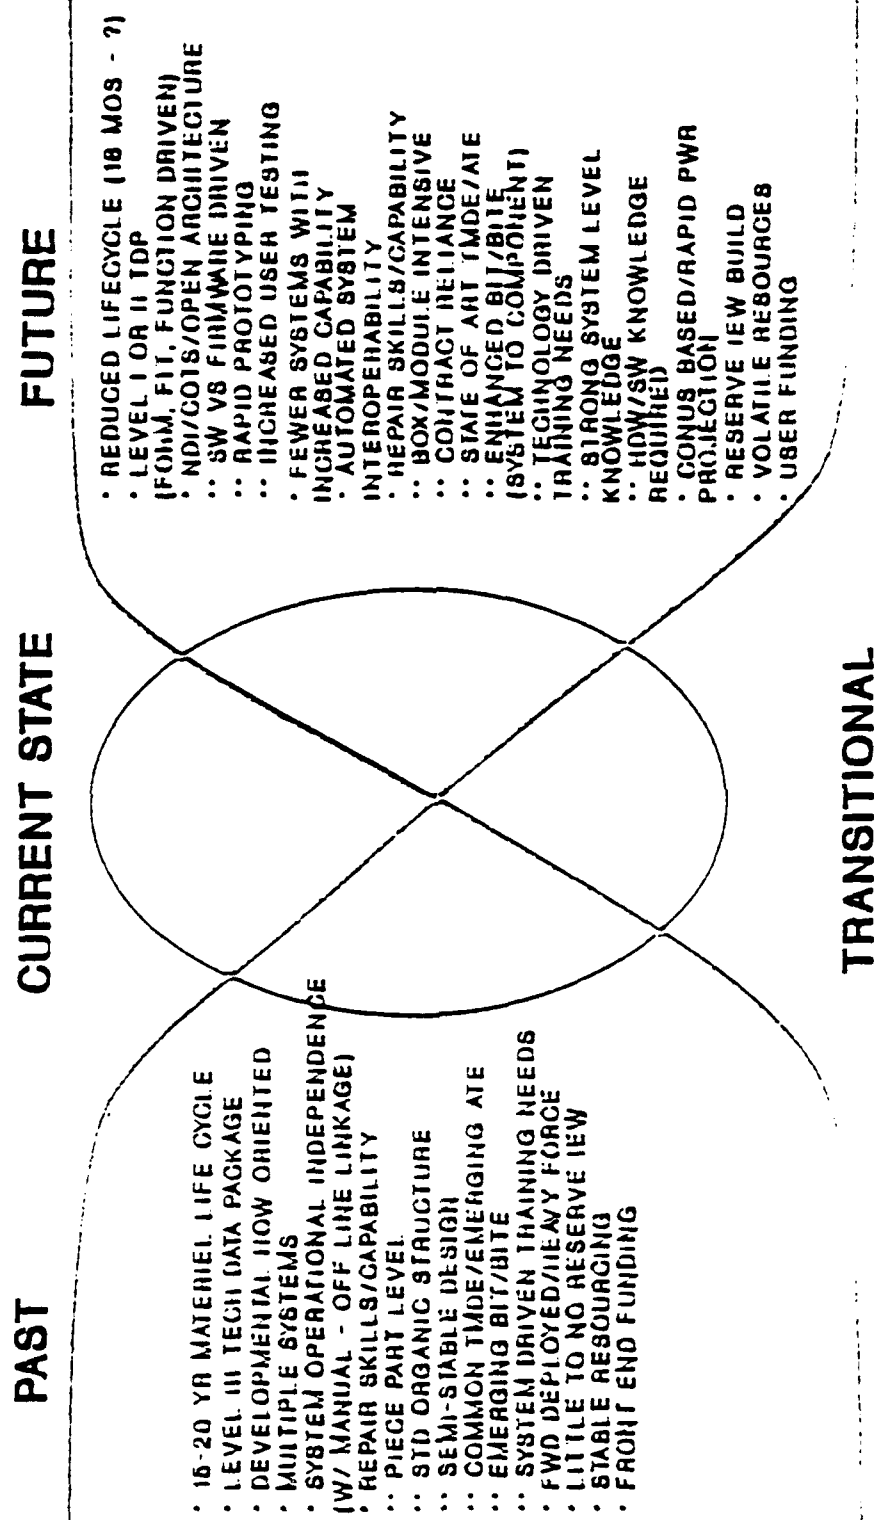 PAST
CURRENT STATE
FUTURE
· 15-20 YR MATERIEL LIFE CYCLE
· LEVEL III TECH DATA PACKAGE
· DEVELOPMENTAL HOW ORIENTED
· MULTIPLE SYSTEMS
· SYSTEM OPERATIONAL INDEPENDENCE
(W/ MANUAL - OFF LINE LINKAGE)
· REPAIR SKILLS/CAPABILITY
·· PIECE PART LEVEL
·· STD ORGANIC STRUCTURE
·· SEMI-STABLE DESIGN
·· COMMON TMDE/EMERGING ATE
·· EMERGING BIT/BITE
·· SYSTEM DRIVEN TRAINING NEEDS
· FWD DEPLOYED/HEAVY FORCE
· LITTLE TO NO RESERVE IEW
· STABLE RESOURCING
· FRONT END FUNDING
· REDUCED LIFECYCLE (18 MOS - ?)
· LEVEL I OR II TDP
(FORM, FIT, FUNCTION DRIVEN)
· NDI/COTS/OPEN ARCHITECTURE
·· SW VS FIRMWARE DRIVEN
·· RAPID PROTOTYPING
·· INCREASED USER TESTING
· FEWER SYSTEMS WITH
INCREASED CAPABILITY
· AUTOMATED SYSTEM
INTEROPERABILITY
· REPAIR SKILLS/CAPABILITY
·· BOX/MODULE INTENSIVE
·· CONTRACT RELIANCE
·· STATE OF ART TMDE/ATE
·· ENHANCED BIT/BITE
(SYSTEM TO COMPONENT)
·· TECHNOLOGY DRIVEN
TRAINING NEEDS
·· STRONG SYSTEM LEVEL
KNOWLEDGE
·· HDW/SW KNOWLEDGE
REQUIRED
· CONUS BASED/RAPID PWR
PROJECTION
· RESERVE IEW BUILD
· VOLATILE RESOURCES
· USER FUNDING
TRANSITIONAL